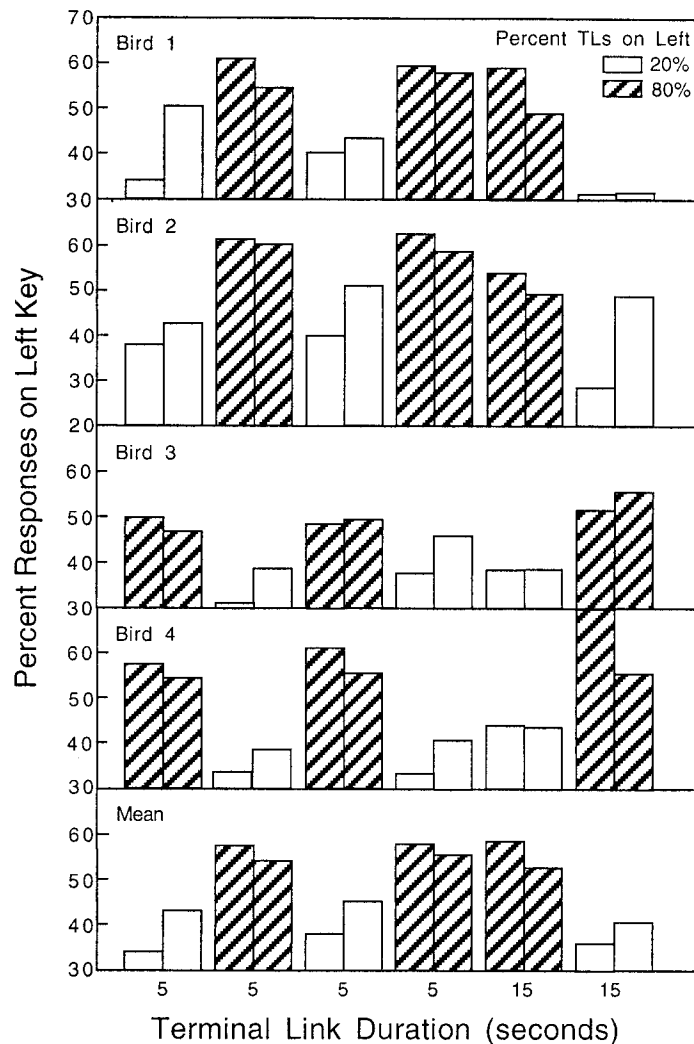 70
Bird 1
Percent TLs on Left
20%
80%
60
50
40
30
Bird 2
60
50
40
30
20
Bird 3
60
50
40
30
Bird 4
60
50
40
30
Mean
60
50
40
30
5 5 5 5 15 15
Percent Responses on Left Key
Terminal Link Duration (seconds)